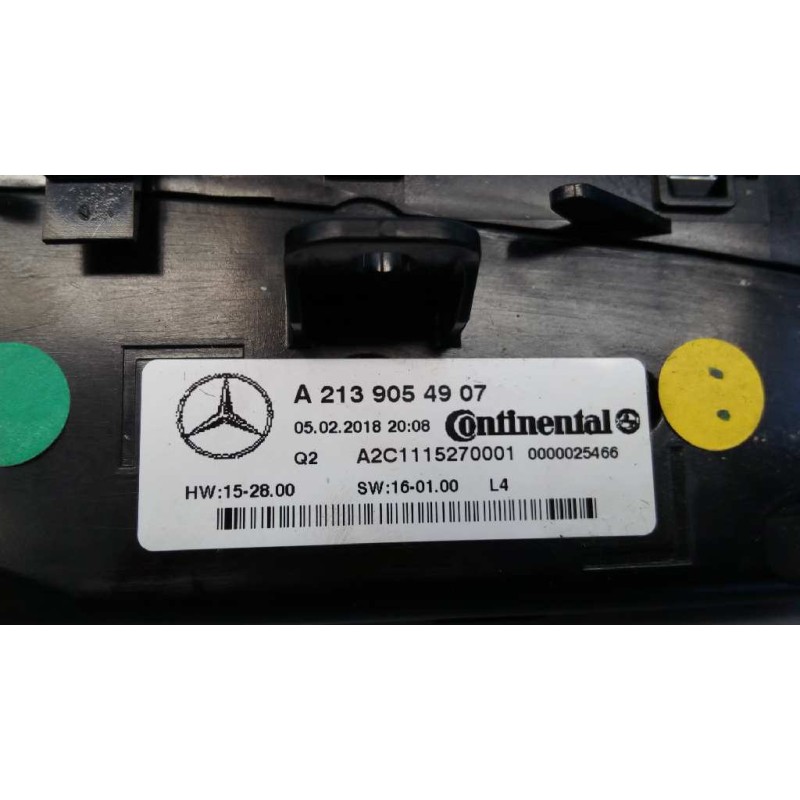 A 213 905 49 07
05.02.2018 20:08 Continental
Q2 A2C1115270001 0000025466
HW:15-28.00 SW:16-01.00 L4